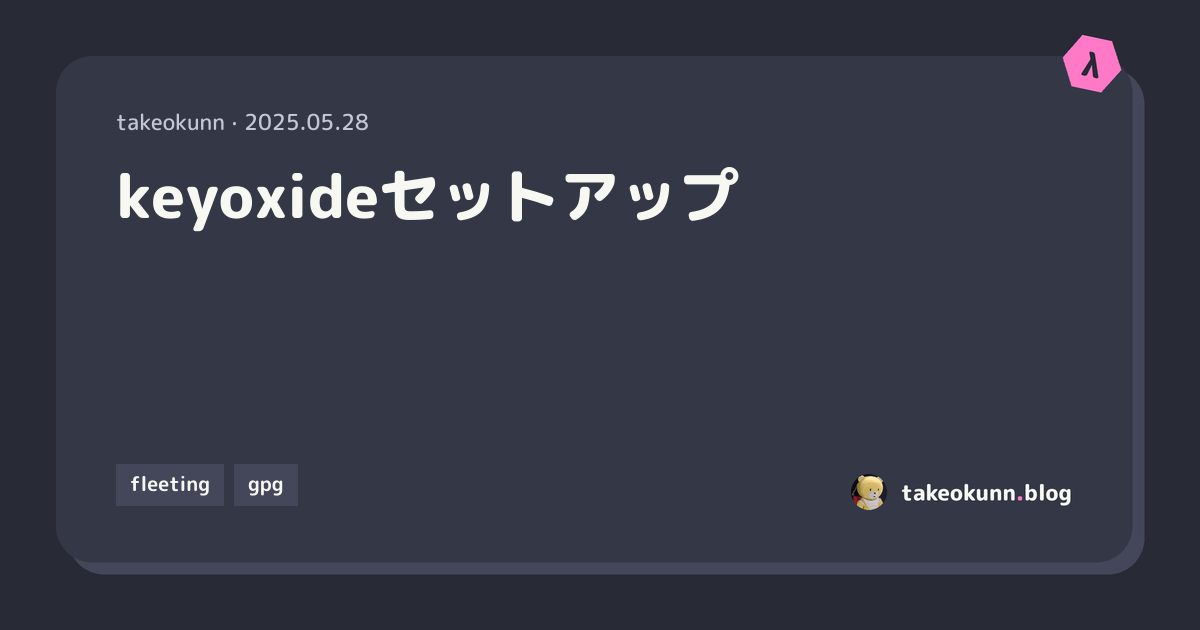 λ
takeokunn · 2025.05.28
keyoxideセットアップ
fleeting
gpg
takeokunn.blog